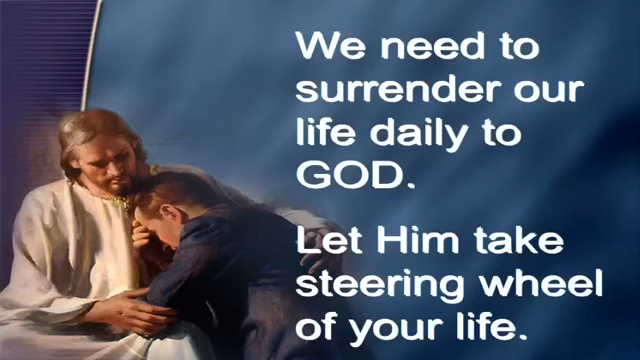 We need to
surrender our
life daily to
GOD.
Let Him take
steering wheel
of your life.